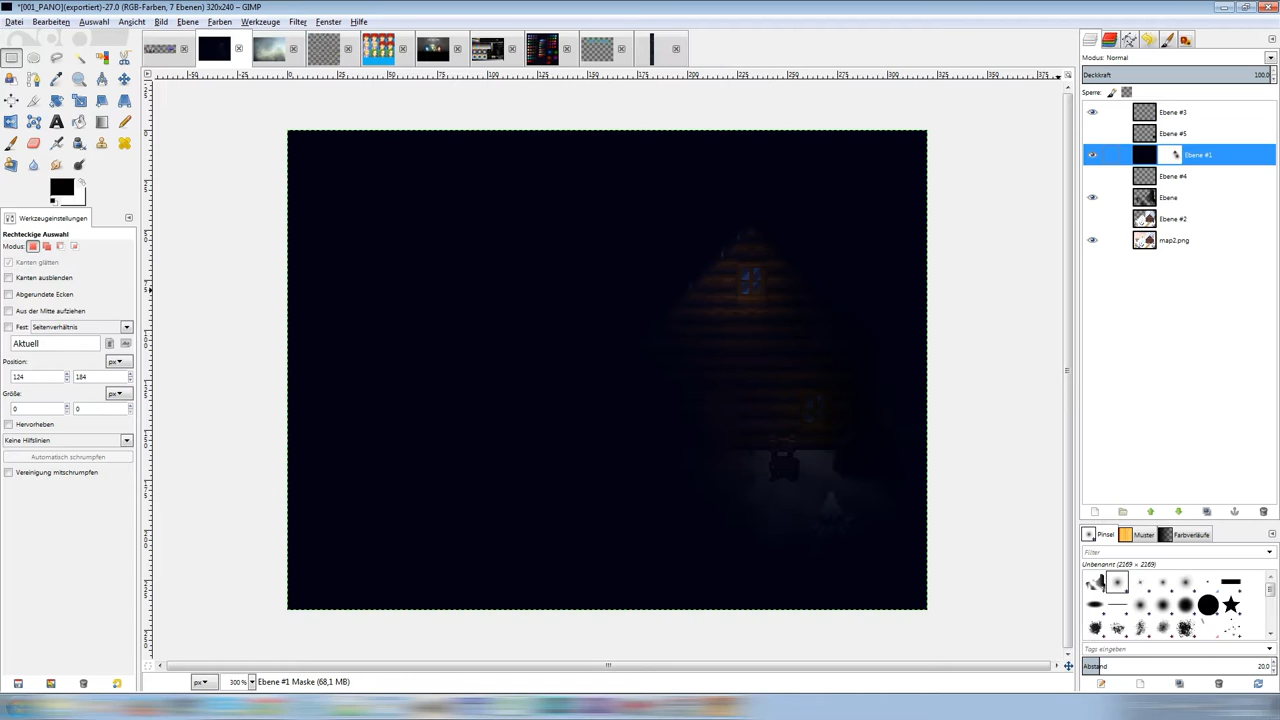 *[001_PANO](exportiert)-27.0 (RGB-Farben, 7 Ebenen) 320x240 – GIMP
Datei Bearbeiten Auswahl Ansicht Bild Ebene Farben Werkzeuge Filter Fenster Hilfe
Modus: Normal
Deckkraft 100,0
Sperre:
Ebene #3
Ebene #5
Ebene #1
Ebene #4
Ebene
Ebene #2
map2.png
Werkzeugeinstellungen
Rechteckige Auswahl
Modus:
Kanten glätten
Kanten ausblenden
Abgerundete Ecken
Aus der Mitte aufziehen
Fest: Seitenverhältnis
Aktuell
Position: px
124 184
Größe: px
0 0
Hervorheben
Keine Hilfslinien
Automatisch schrumpfen
Vereinigung mitschrumpfen
Pinsel Muster Farbverläufe
Filter
Unbenannt (2169 × 2169)
Tags eingeben
Abstand 20,0
px 300 % Ebene #1 Maske (68,1 MB)